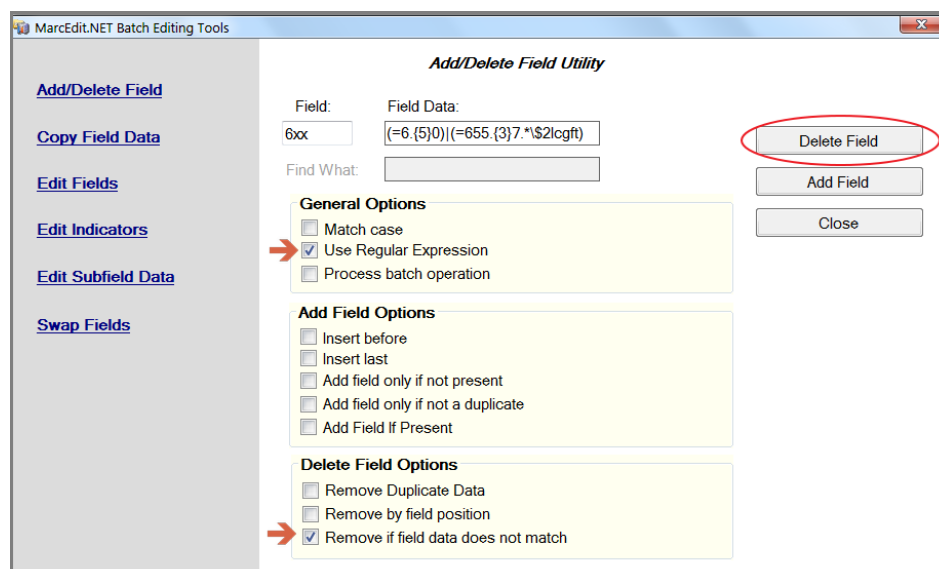 MarcEdit.NET Batch Editing Tools
Add/Delete Field
Copy Field Data
Edit Fields
Edit Indicators
Edit Subfield Data
Swap Fields
Add/Delete Field Utility
Field: Field Data:
6xx (=6.{5}0)|(=655.{3}7.*\$2lcgft)
Find What:
General Options
Match case
Use Regular Expression
Process batch operation
Add Field Options
Insert before
Insert last
Add field only if not present
Add field only if not a duplicate
Add Field If Present
Delete Field Options
Remove Duplicate Data
Remove by field position
Remove if field data does not match
Delete Field
Add Field
Close